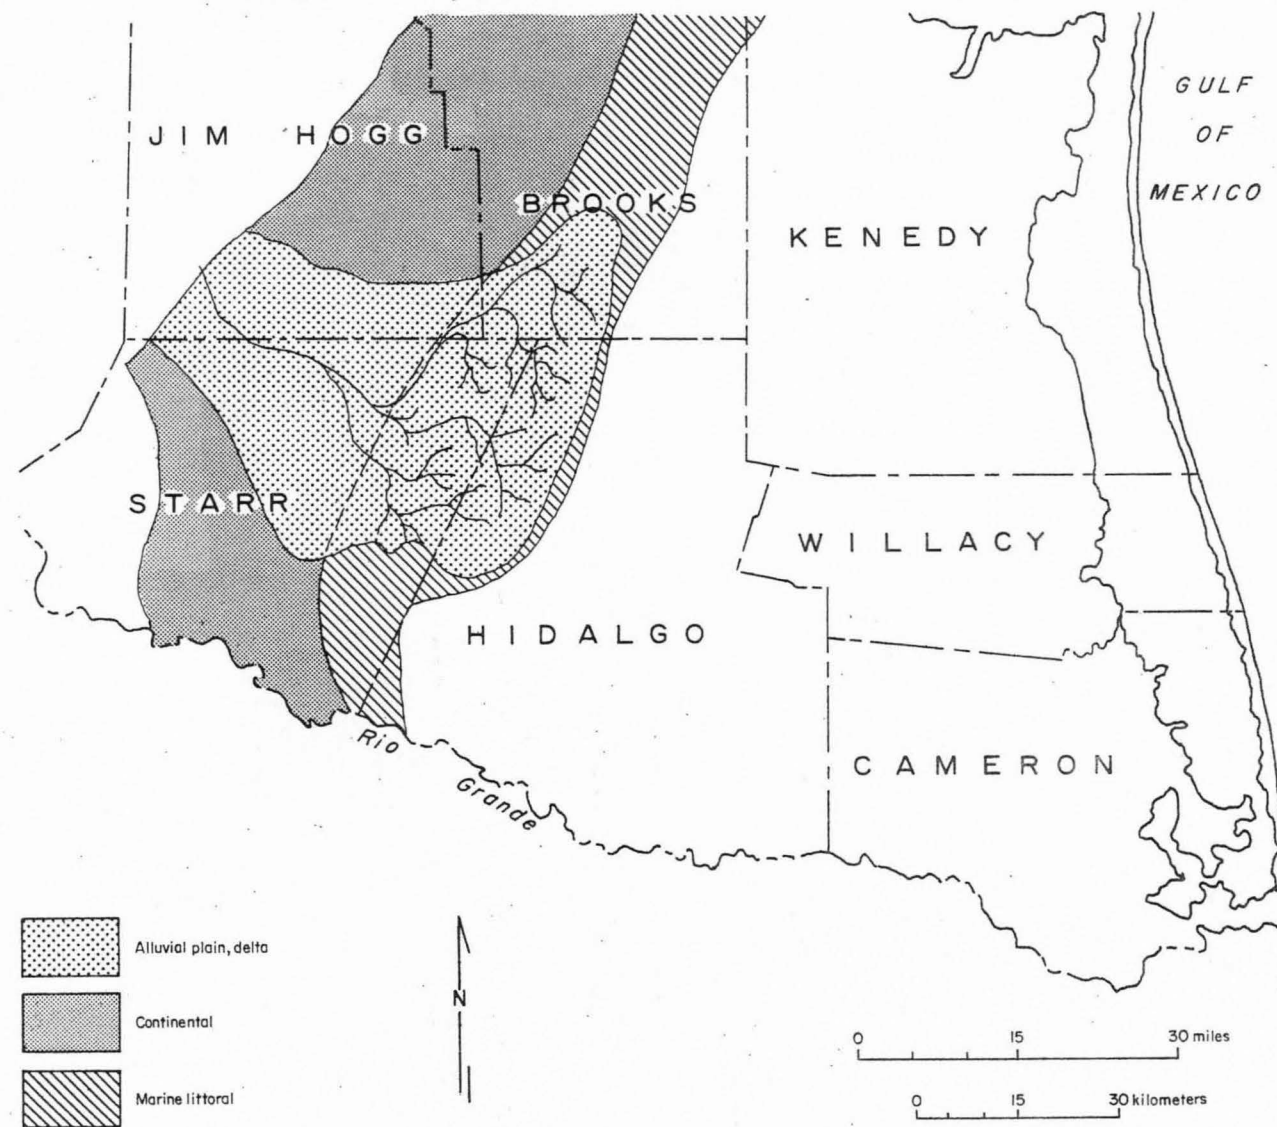 GULF
OF
MEXICO
JIM HOGG
BROOKS
KENEDY
STARR
WILLACY
HIDALGO
Rio
Grande
CAMERON
Alluvial plain, delta
Continental
Marine littoral
N
0 15 30 miles
0 15 30 kilometers